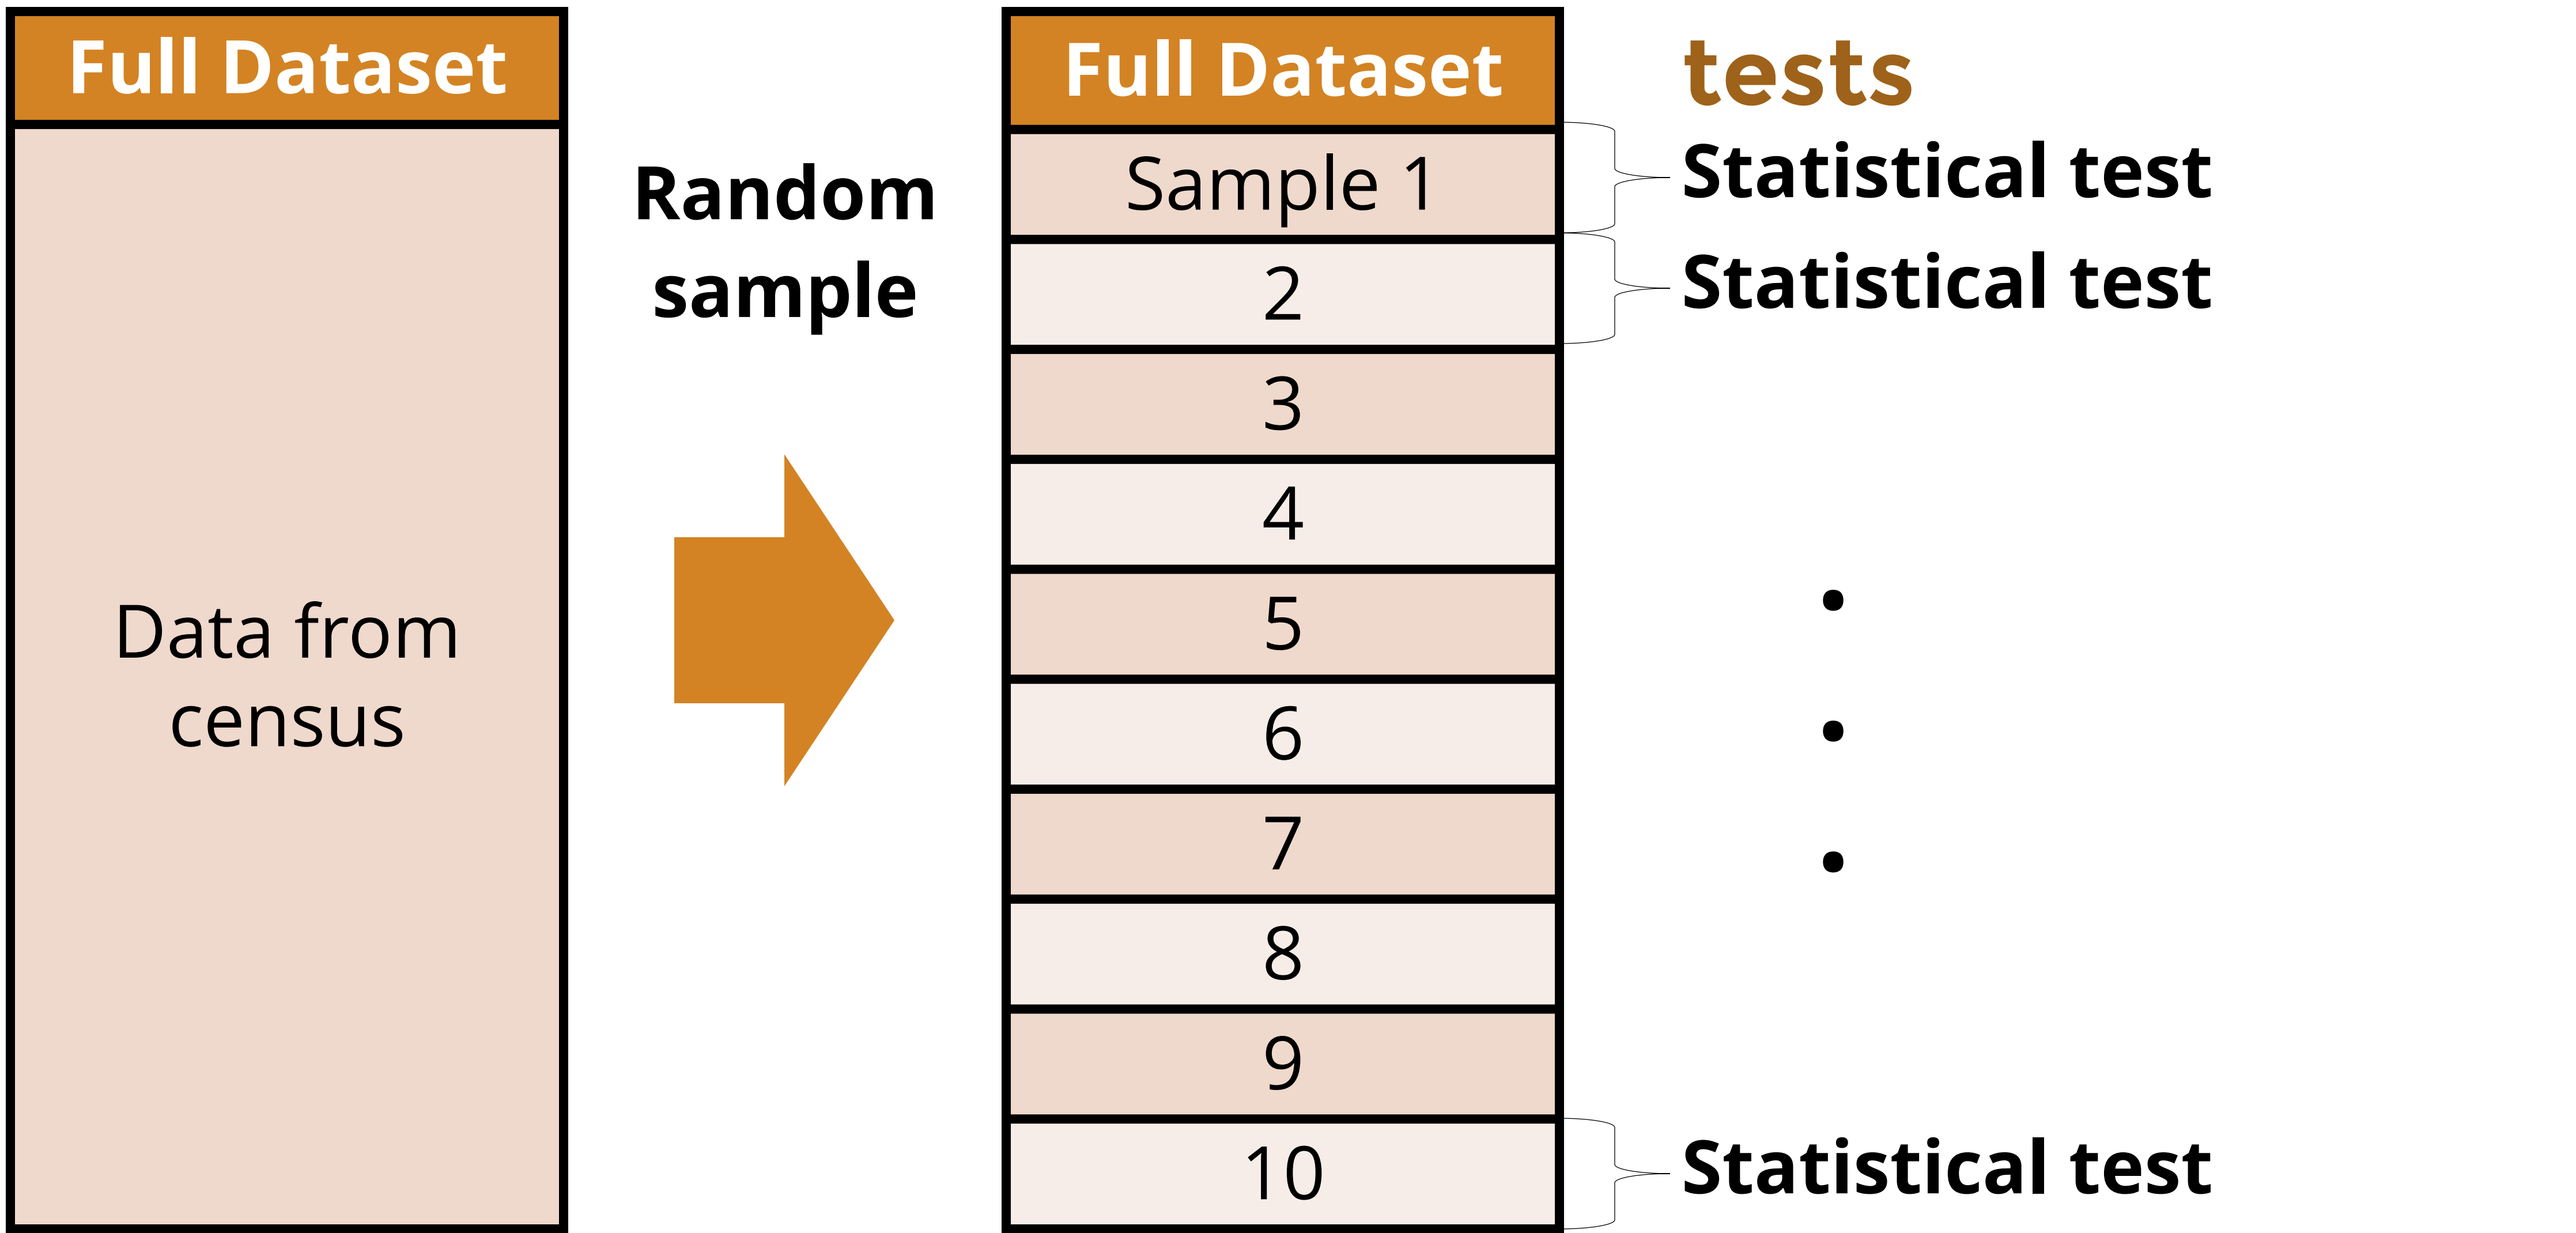 Full Dataset
Data from
census
Random
sample
Full Dataset
Sample 1
2
3
4
5
6
7
8
9
10
tests
Statistical test
Statistical test
Statistical test